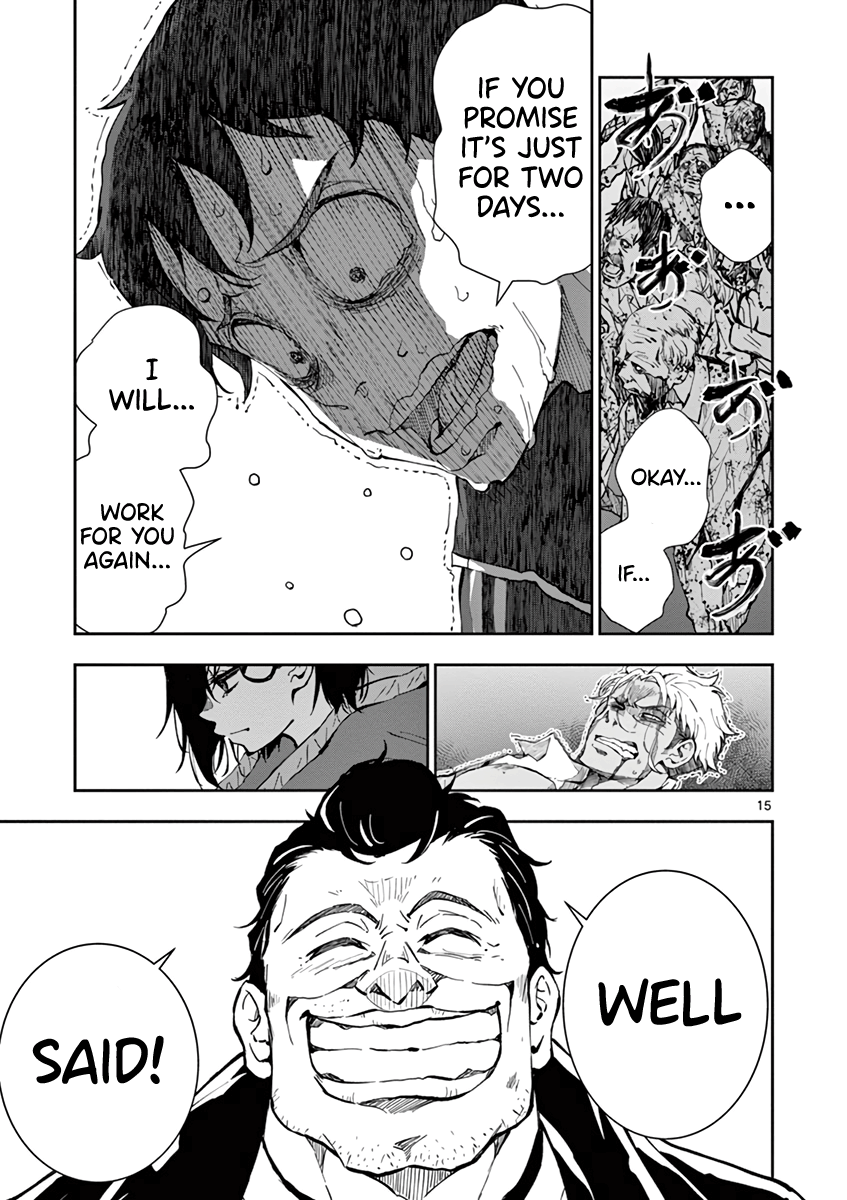 ...
OKAY...
IF...
IF YOU
PROMISE
IT'S JUST
FOR TWO
DAYS...
I
WILL...
WORK
FOR YOU
AGAIN...
あ゛
あ゛
あ゛
あ゛
15
WELL
SAID!